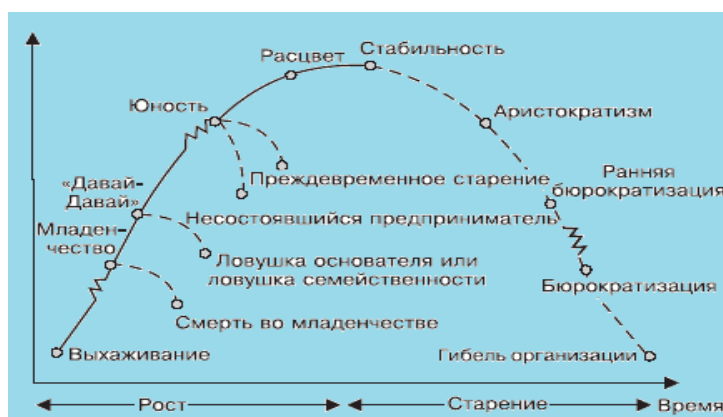 Расцвет
Стабильность
Юность
Аристократизм
Преждевременное старение
Ранняя
бюрократизация
«Давай-
Давай»
Несостоявшийся предприниматель
Младен-
чество
Ловушка основателя или
ловушка семейственности
Бюрократизация
Смерть во младенчестве
Выхаживание
Гибель организации
Рост
Старение
Время